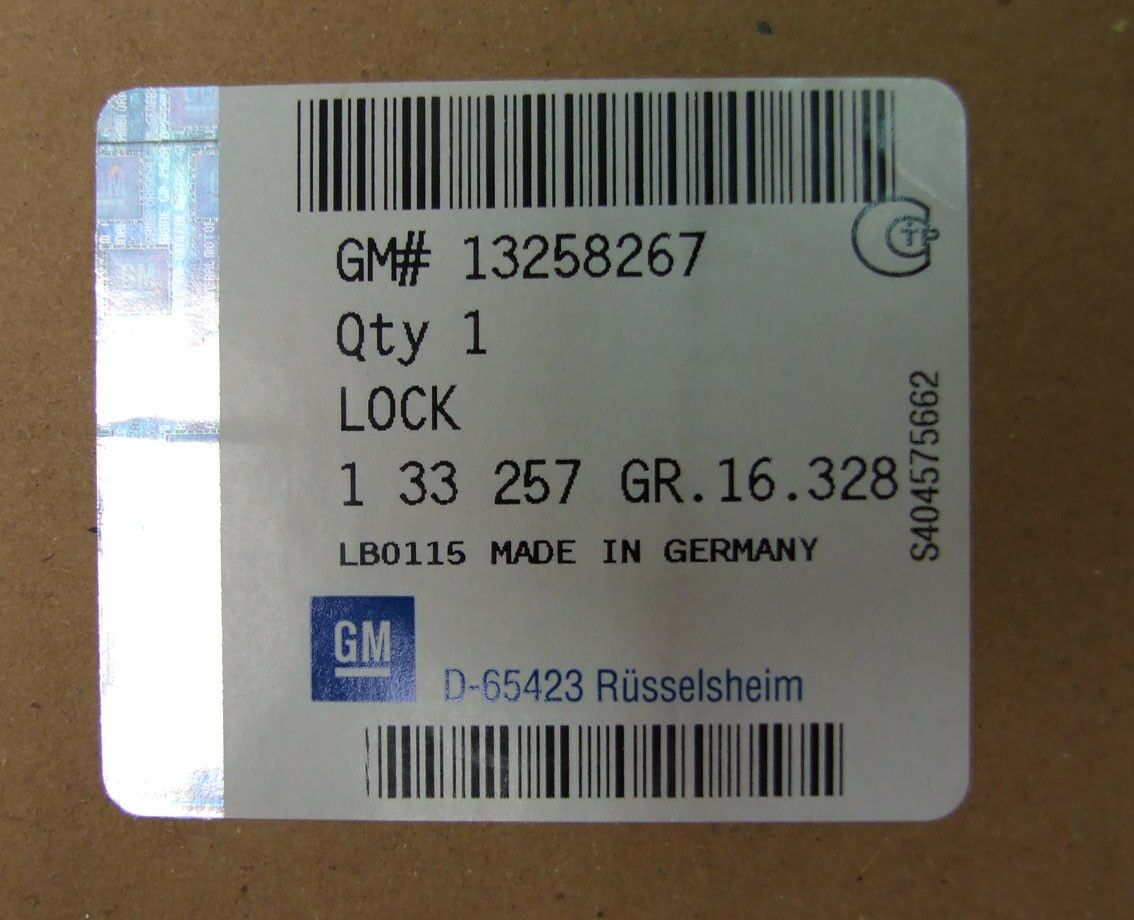 GM# 13258267
Qty 1
LOCK
1 33 257 GR.16.328
LB0115 MADE IN GERMANY
S404575662
GM
D-65423 Rüsselsheim
GM